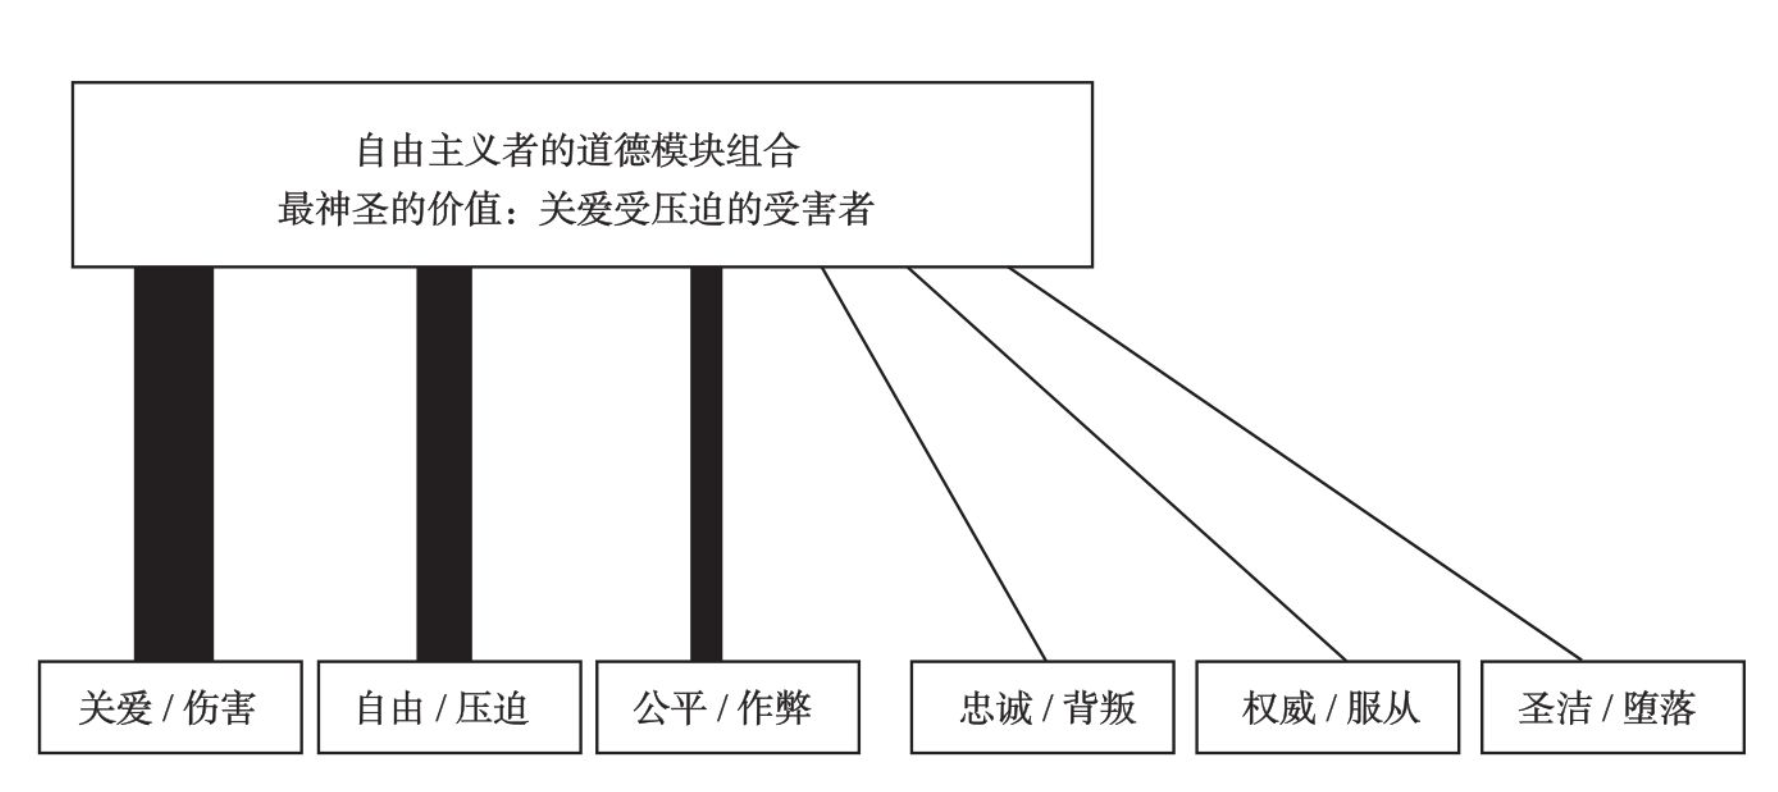 自由主义者的道德模块组合
最神圣的价值：关爱受压迫的受害者
关爱 / 伤害
自由 / 压迫
公平 / 作弊
忠诚 / 背叛
权威 / 服从
圣洁 / 堕落